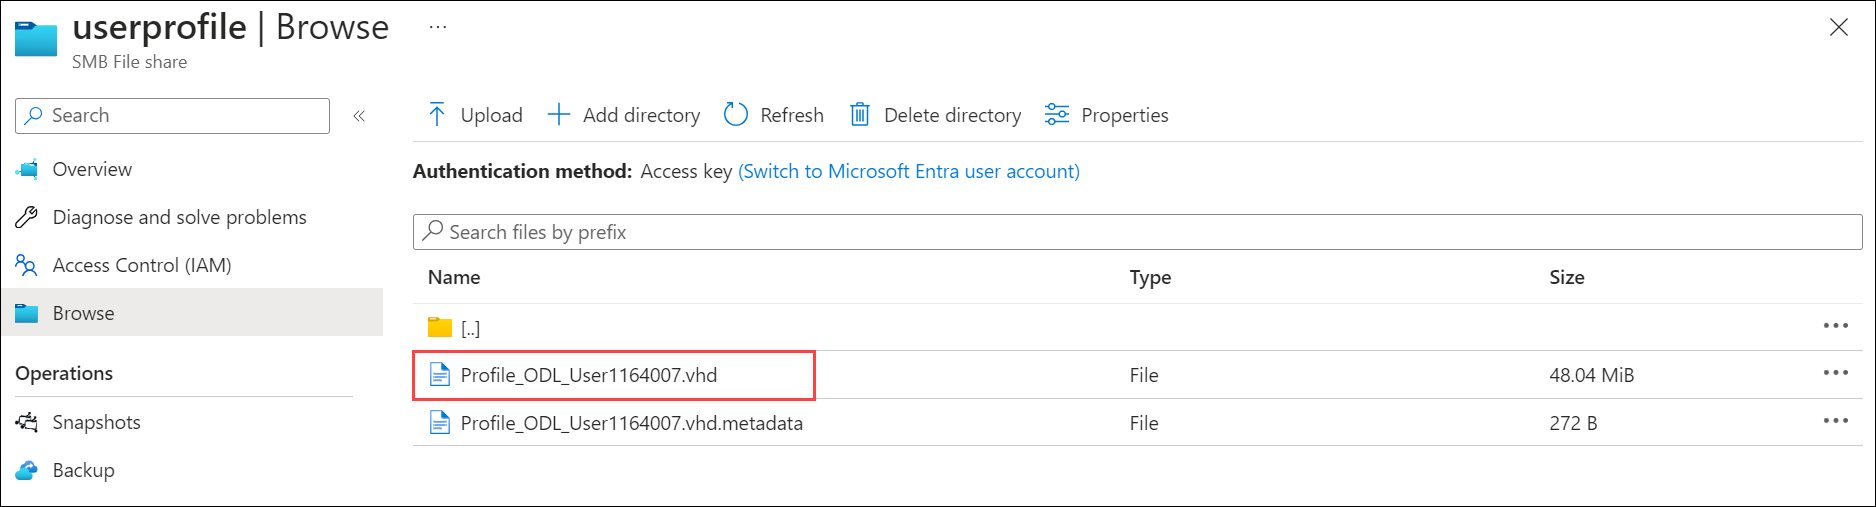 userprofile | Browse ...
SMB File share
Search
«
Upload Add directory Refresh Delete directory Properties
Overview
Diagnose and solve problems
Access Control (IAM)
Browse
Operations
Snapshots
Backup
Authentication method: Access key (Switch to Microsoft Entra user account)
Search files by prefix
Name Type Size
[..] ...
Profile_ODL_User1164007.vhd File 48.04 MiB ...
Profile_ODL_User1164007.vhd.metadata File 272 B ...